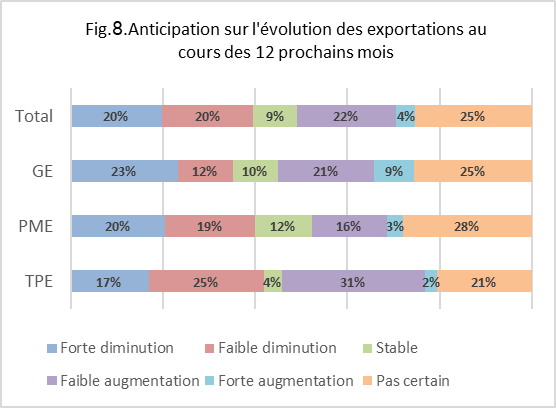 Fig.8.Anticipation sur l'évolution des exportations au
cours des 12 prochains mois
Total 20% 20% 9% 22% 4% 25%
GE 23% 12% 10% 21% 9% 25%
PME 20% 19% 12% 16% 3% 28%
TPE 17% 25% 4% 31% 2% 21%
Forte diminution Faible diminution Stable
Faible augmentation Forte augmentation Pas certain